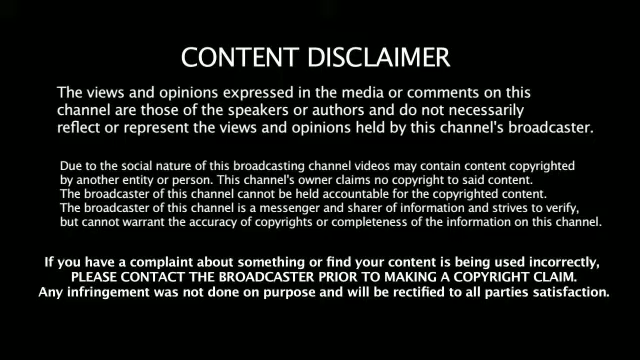 CONTENT DISCLAIMER
The views and opinions expressed in the media or comments on this
channel are those of the speakers or authors and do not necessarily
reflect or represent the views and opinions held by this channel's broadcaster.
Due to the social nature of this broadcasting channel videos may contain content copyrighted
by another entity or person. This channel's owner claims no copyright to said content.
The broadcaster of this channel cannot be held accountable for the copyrighted content.
The broadcaster of this channel is a messenger and sharer of information and strives to verify,
but cannot warrant the accuracy of copyrights or completeness of the information on this channel.
If you have a complaint about something or find your content is being used incorrectly,
PLEASE CONTACT THE BROADCASTER PRIOR TO MAKING A COPYRIGHT CLAIM.
Any infringement was not done on purpose and will be rectified to all parties satisfaction.